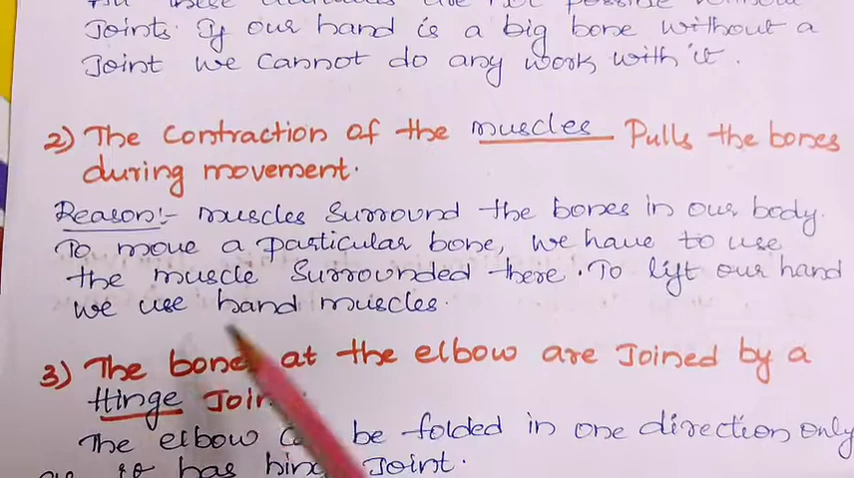 Joints. If our hand is a big bone without a
Joint we cannot do any work with it.
2) The contraction of the muscles Pulls the bones
during movement.
Reason:- muscles surround the bones in our body.
To move a particular bone, we have to use
the muscle surrounded there. To lift our hand
we use hand muscles.
3) The at the elbow are Joined by a
Hinge
The elbow be folded in one direction only
has Joint.